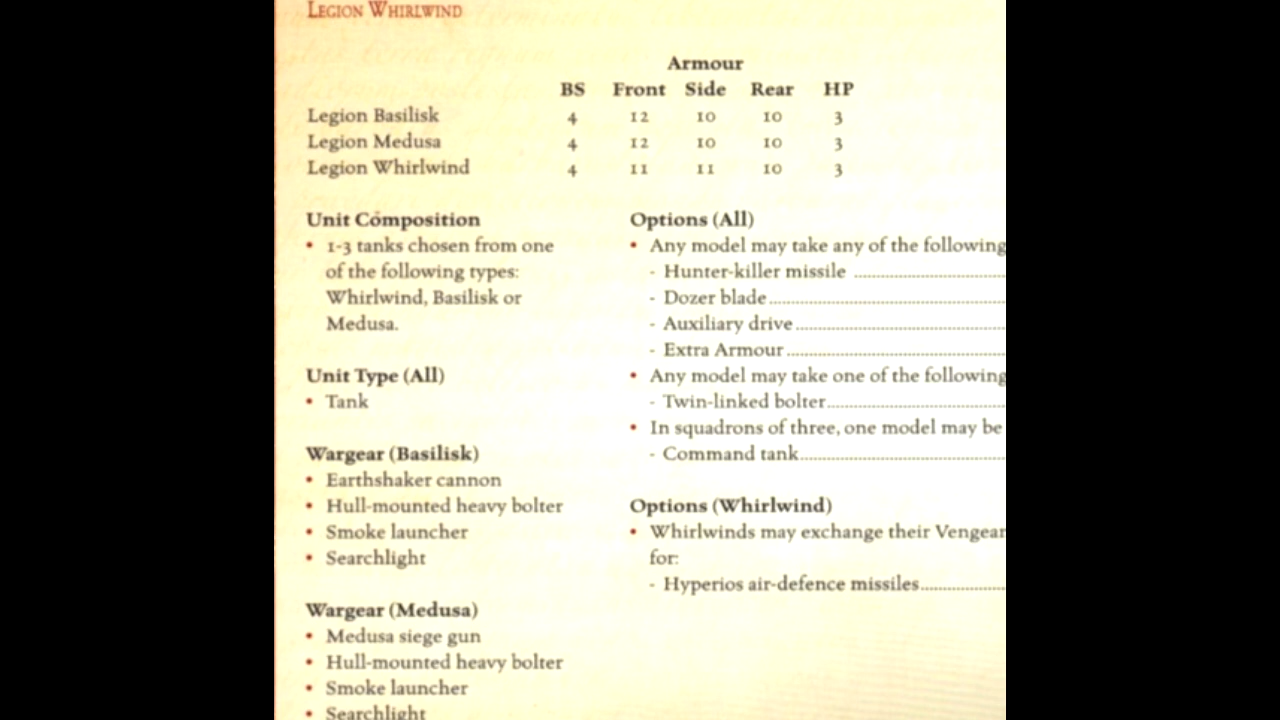 Legion Whirlwind
Armour
BS Front Side Rear HP
Legion Basilisk 4 12 10 10 3
Legion Medusa 4 12 10 10 3
Legion Whirlwind 4 11 11 10 3
Unit Composition
• 1-3 tanks chosen from one
of the following types:
Whirlwind, Basilisk or
Medusa.
Unit Type (All)
• Tank
Wargear (Basilisk)
• Earthshaker cannon
• Hull-mounted heavy bolter
• Smoke launcher
• Searchlight
Wargear (Medusa)
• Medusa siege gun
• Hull-mounted heavy bolter
• Smoke launcher
• Searchlight
Options (All)
• Any model may take any of the following
- Hunter-killer missile
- Dozer blade
- Auxiliary drive
- Extra Armour
• Any model may take one of the following
- Twin-linked bolter
• In squadrons of three, one model may be
- Command tank
Options (Whirlwind)
• Whirlwinds may exchange their Vengear
for:
- Hyperios air-defence missiles